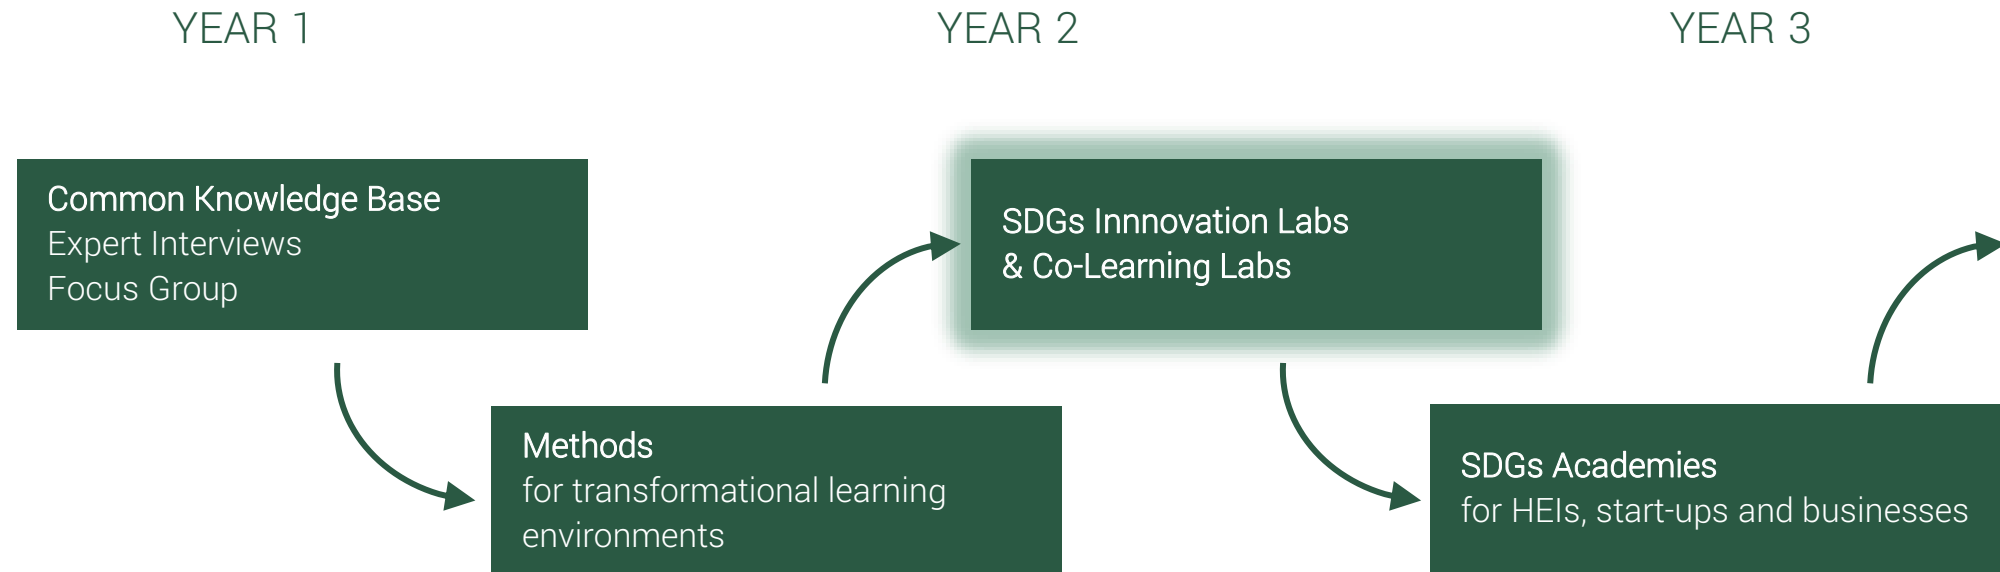 YEAR 1
YEAR 2
YEAR 3
Common Knowledge Base
Expert Interviews
Focus Group
SDGs Innnovation Labs
& Co-Learning Labs
Methods
for transformational learning
environments
SDGs Academies
for HEIs, start-ups and businesses